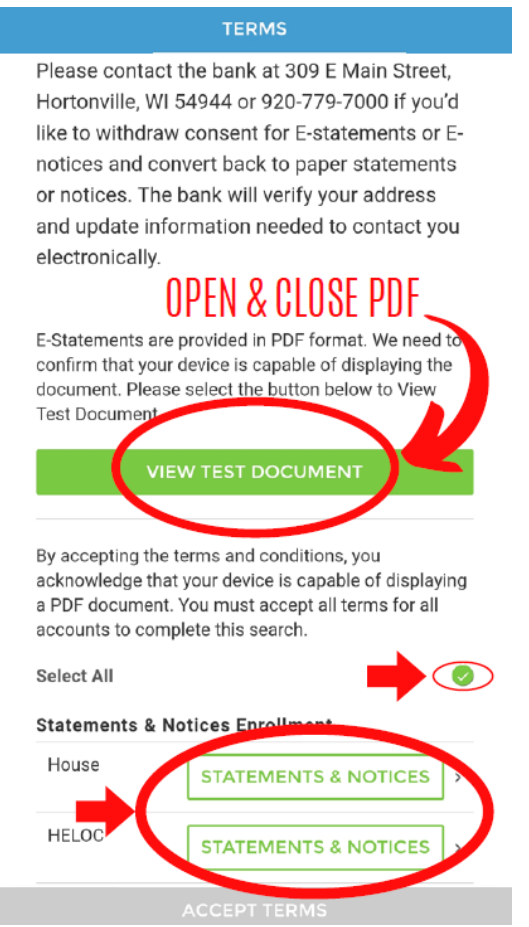 TERMS
Please contact the bank at 309 E Main Street,
Hortonville, WI 54944 or 920-779-7000 if you'd
like to withdraw consent for E-statements or E-
notices and convert back to paper statements
or notices. The bank will verify your address
and update information needed to contact you
electronically.
OPEN & CLOSE PDF
E-Statements are provided in PDF format. We need to
confirm that your device is capable of displaying the
document. Please select the button below to View
Test Document
VIEW TEST DOCUMENT
By accepting the terms and conditions, you
acknowledge that your device is capable of displaying
a PDF document. You must accept all terms for all
accounts to complete this search.
Select All
Statements & Notices Enrollment
House
STATEMENTS & NOTICES
HELOC
STATEMENTS & NOTICES
ACCEPT TERMS